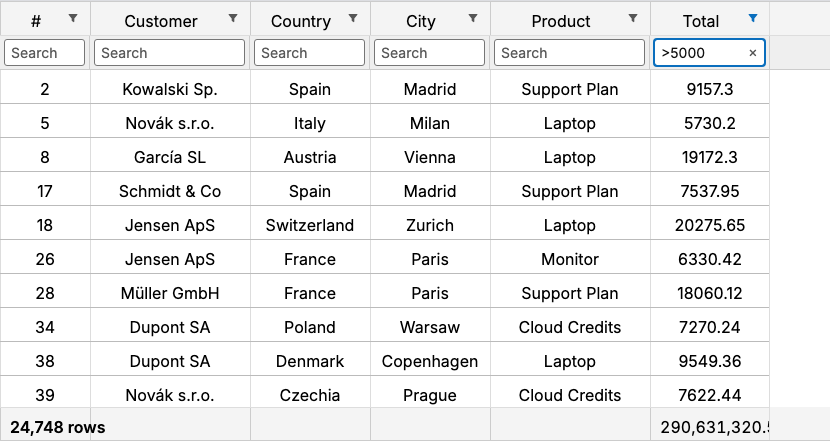 # Customer Country City Product Total
Search Search Search Search Search >5000 ×
2 Kowalski Sp. Spain Madrid Support Plan 9157.3
5 Novák s.r.o. Italy Milan Laptop 5730.2
8 García SL Austria Vienna Laptop 19172.3
17 Schmidt & Co Spain Madrid Support Plan 7537.95
18 Jensen ApS Switzerland Zurich Laptop 20275.65
26 Jensen ApS France Paris Monitor 6330.42
28 Müller GmbH France Paris Support Plan 18060.12
34 Dupont SA Poland Warsaw Cloud Credits 7270.24
38 Dupont SA Denmark Copenhagen Laptop 9549.36
39 Novák s.r.o. Czechia Prague Cloud Credits 7622.44
24,748 rows 290,631,320.